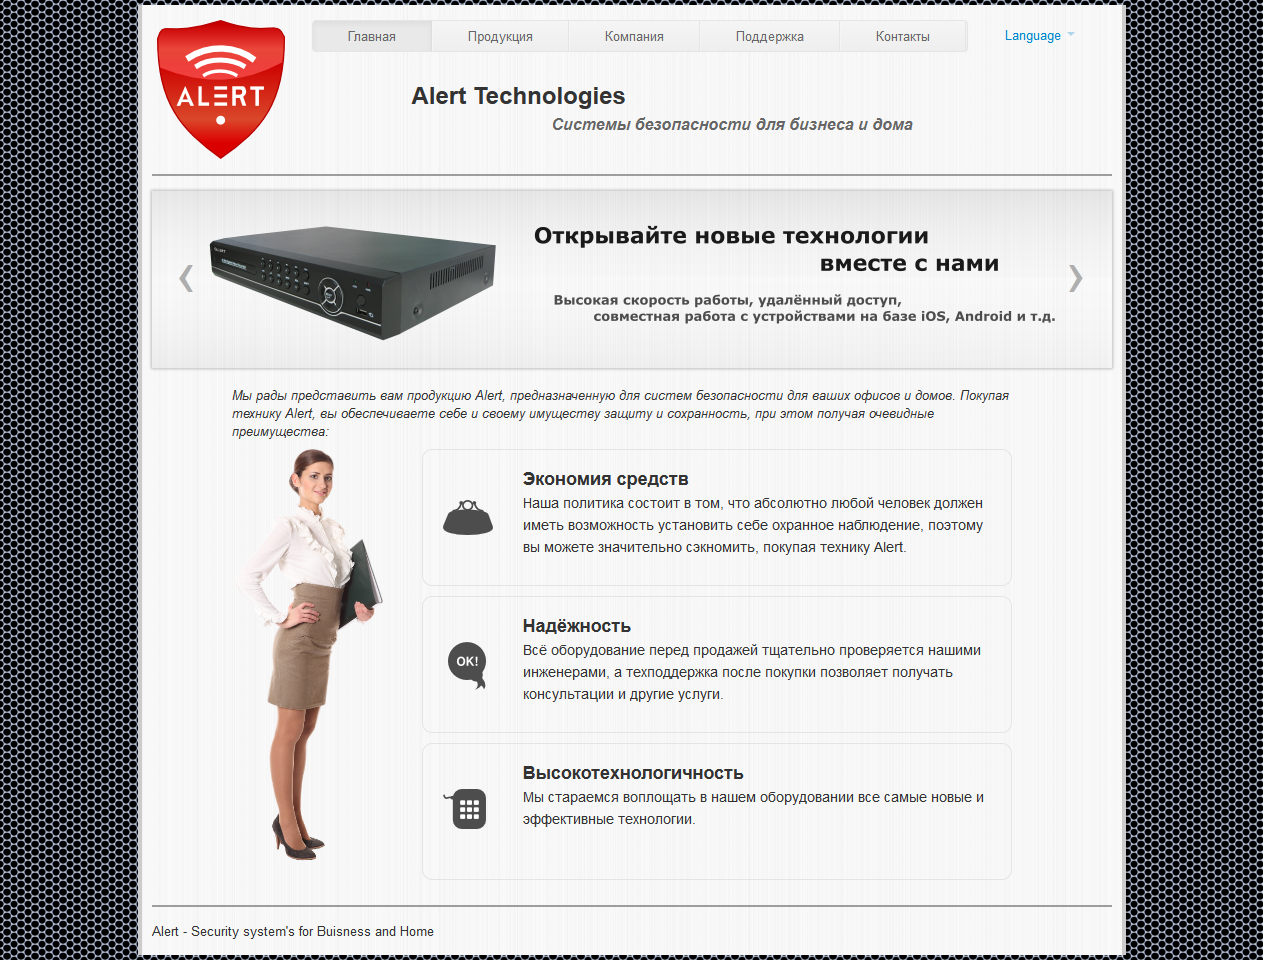 ALERT
Главная Продукция Компания Поддержка Контакты Language
Alert Technologies
Системы безопасности для бизнеса и дома
ALERT
Открывайте новые технологии
вместе с нами
Высокая скорость работы, удалённый доступ,
совместная работа с устройствами на базе iOS, Android и т.д.
Мы рады представить вам продукцию Alert, предназначенную для систем безопасности для ваших офисов и домов. Покупая
технику Alert, вы обеспечиваете себе и своему имуществу защиту и сохранность, при этом получая очевидные
преимущества:
Экономия средств
Наша политика состоит в том, что абсолютно любой человек должен
иметь возможность установить себе охранное наблюдение, поэтому
вы можете значительно сэкномить, покупая технику Alert.
OK!
Надёжность
Всё оборудование перед продажей тщательно проверяется нашими
инженерами, а техподдержка после покупки позволяет получать
консультации и другие услуги.
Высокотехнологичность
Мы стараемся воплощать в нашем оборудовании все самые новые и
эффективные технологии.
Alert - Security system's for Buisness and Home